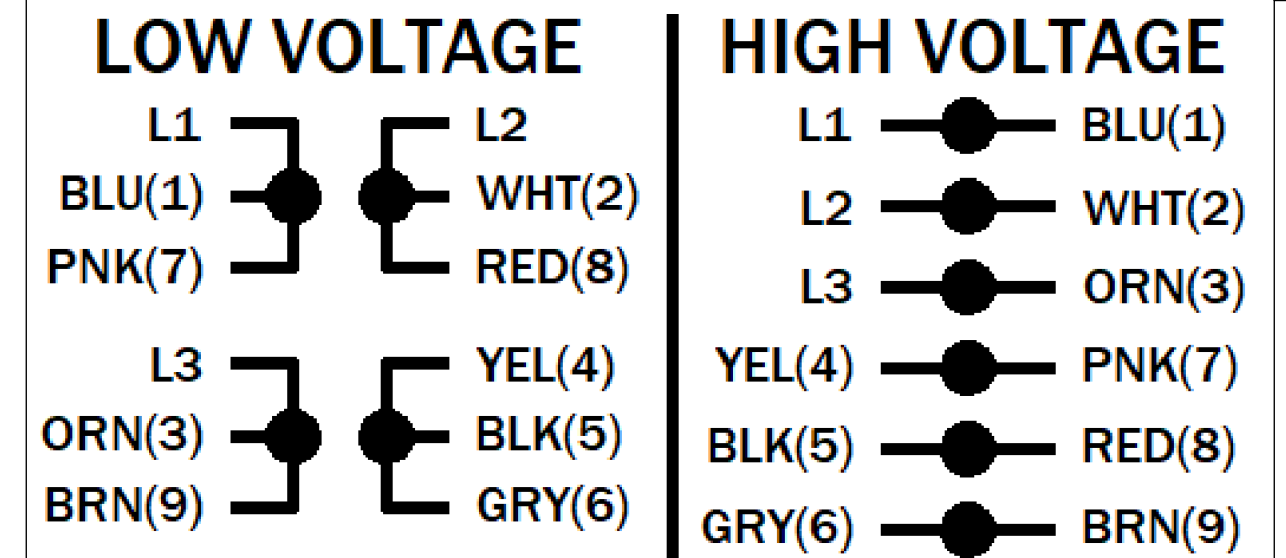 LOW VOLTAGE
L1 L2
BLU(1) WHT(2)
PNK(7) RED(8)
L3 YEL(4)
ORN(3) BLK(5)
BRN(9) GRY(6)
HIGH VOLTAGE
L1 BLU(1)
L2 WHT(2)
L3 ORN(3)
YEL(4) PNK(7)
BLK(5) RED(8)
GRY(6) BRN(9)